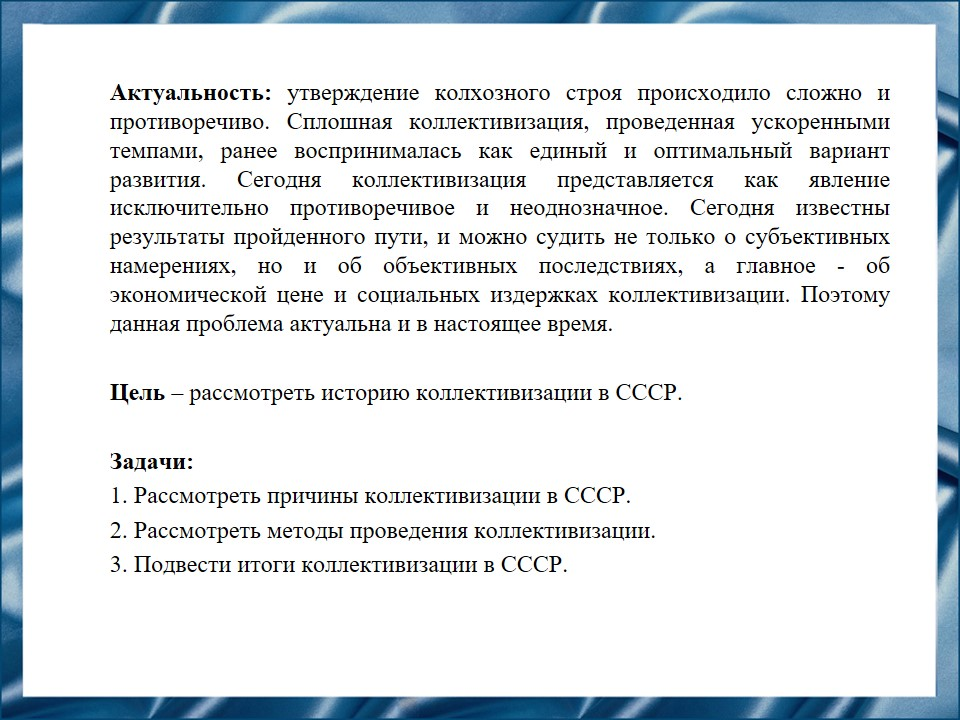 Актуальность: утверждение колхозного строя происходило сложно и
противоречиво. Сплошная коллективизация, проведенная ускоренными
темпами, ранее воспринималась как единый и оптимальный вариант
развития. Сегодня коллективизация представляется как явление
исключительно противоречивое и неоднозначное. Сегодня известны
результаты пройденного пути, и можно судить не только о субъективных
намерениях, но и об объективных последствиях, а главное - об
экономической цене и социальных издержках коллективизации. Поэтому
данная проблема актуальна и в настоящее время.
Цель – рассмотреть историю коллективизации в СССР.
Задачи:
1. Рассмотреть причины коллективизации в СССР.
2. Рассмотреть методы проведения коллективизации.
3. Подвести итоги коллективизации в СССР.